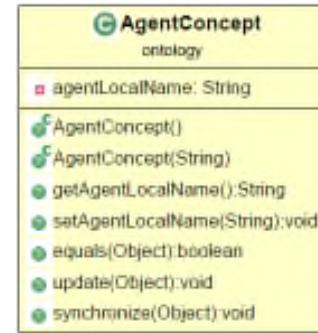 AgentConcept
ontology
agentLocalName: String
AgentConcept()
AgentConcept(String)
getAgentLocalName():String
setAgentLocalName(String):void
equals(Object):boolean
update(Object):void
synchronize(Object):void